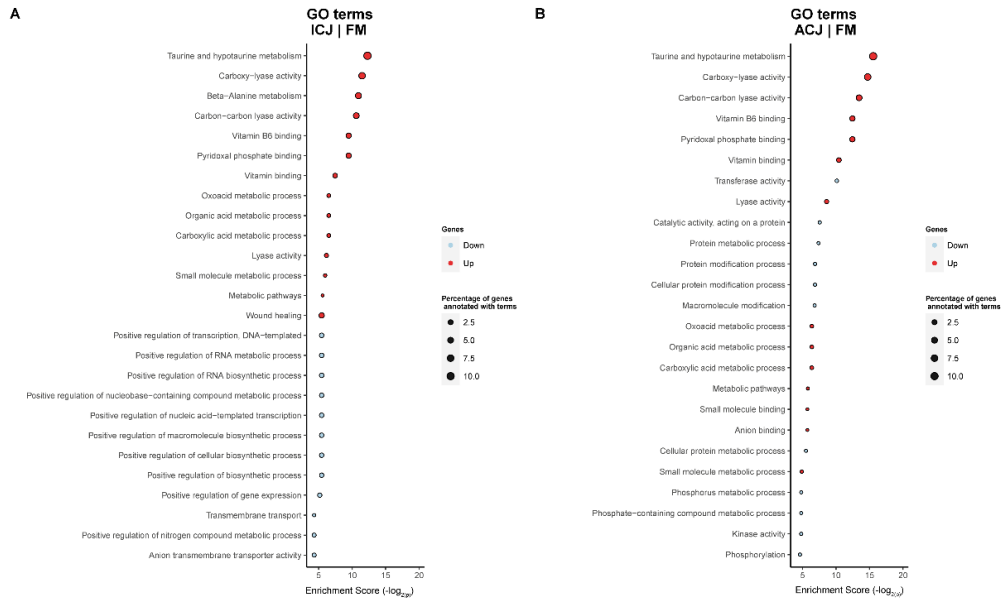 A
GO terms
ICJ | FM
Taurine and hypotaurine metabolism
Carboxy−lyase activity
Beta−Alanine metabolism
Carbon−carbon lyase activity
Vitamin B6 binding
Pyridoxal phosphate binding
Vitamin binding
Oxoacid metabolic process
Organic acid metabolic process
Carboxylic acid metabolic process
Lyase activity
Small molecule metabolic process
Metabolic pathways
Wound healing
Positive regulation of transcription, DNA−templated
Positive regulation of RNA metabolic process
Positive regulation of RNA biosynthetic process
Positive regulation of nucleobase−containing compound metabolic process
Positive regulation of nucleic acid−templated transcription
Positive regulation of macromolecule biosynthetic process
Positive regulation of cellular biosynthetic process
Positive regulation of biosynthetic process
Positive regulation of gene expression
Transmembrane transport
Positive regulation of nitrogen compound metabolic process
Anion transmembrane transporter activity
5 10 15 20
Enrichment Score (-log2(p))
Genes
Down
Up
Percentage of genes
annotated with terms
2.5
5.0
7.5
10.0
B
GO terms
ACJ | FM
Taurine and hypotaurine metabolism
Carboxy−lyase activity
Carbon−carbon lyase activity
Vitamin B6 binding
Pyridoxal phosphate binding
Vitamin binding
Transferase activity
Lyase activity
Catalytic activity, acting on a protein
Protein metabolic process
Protein modification process
Cellular protein modification process
Macromolecule modification
Oxoacid metabolic process
Organic acid metabolic process
Carboxylic acid metabolic process
Metabolic pathways
Small molecule binding
Anion binding
Cellular protein metabolic process
Small molecule metabolic process
Phosphorus metabolic process
Phosphate−containing compound metabolic process
Kinase activity
Phosphorylation
5 10 15 20
Enrichment Score (-log2(p))
Genes
Down
Up
Percentage of genes
annotated with terms
2.5
5.0
7.5
10.0